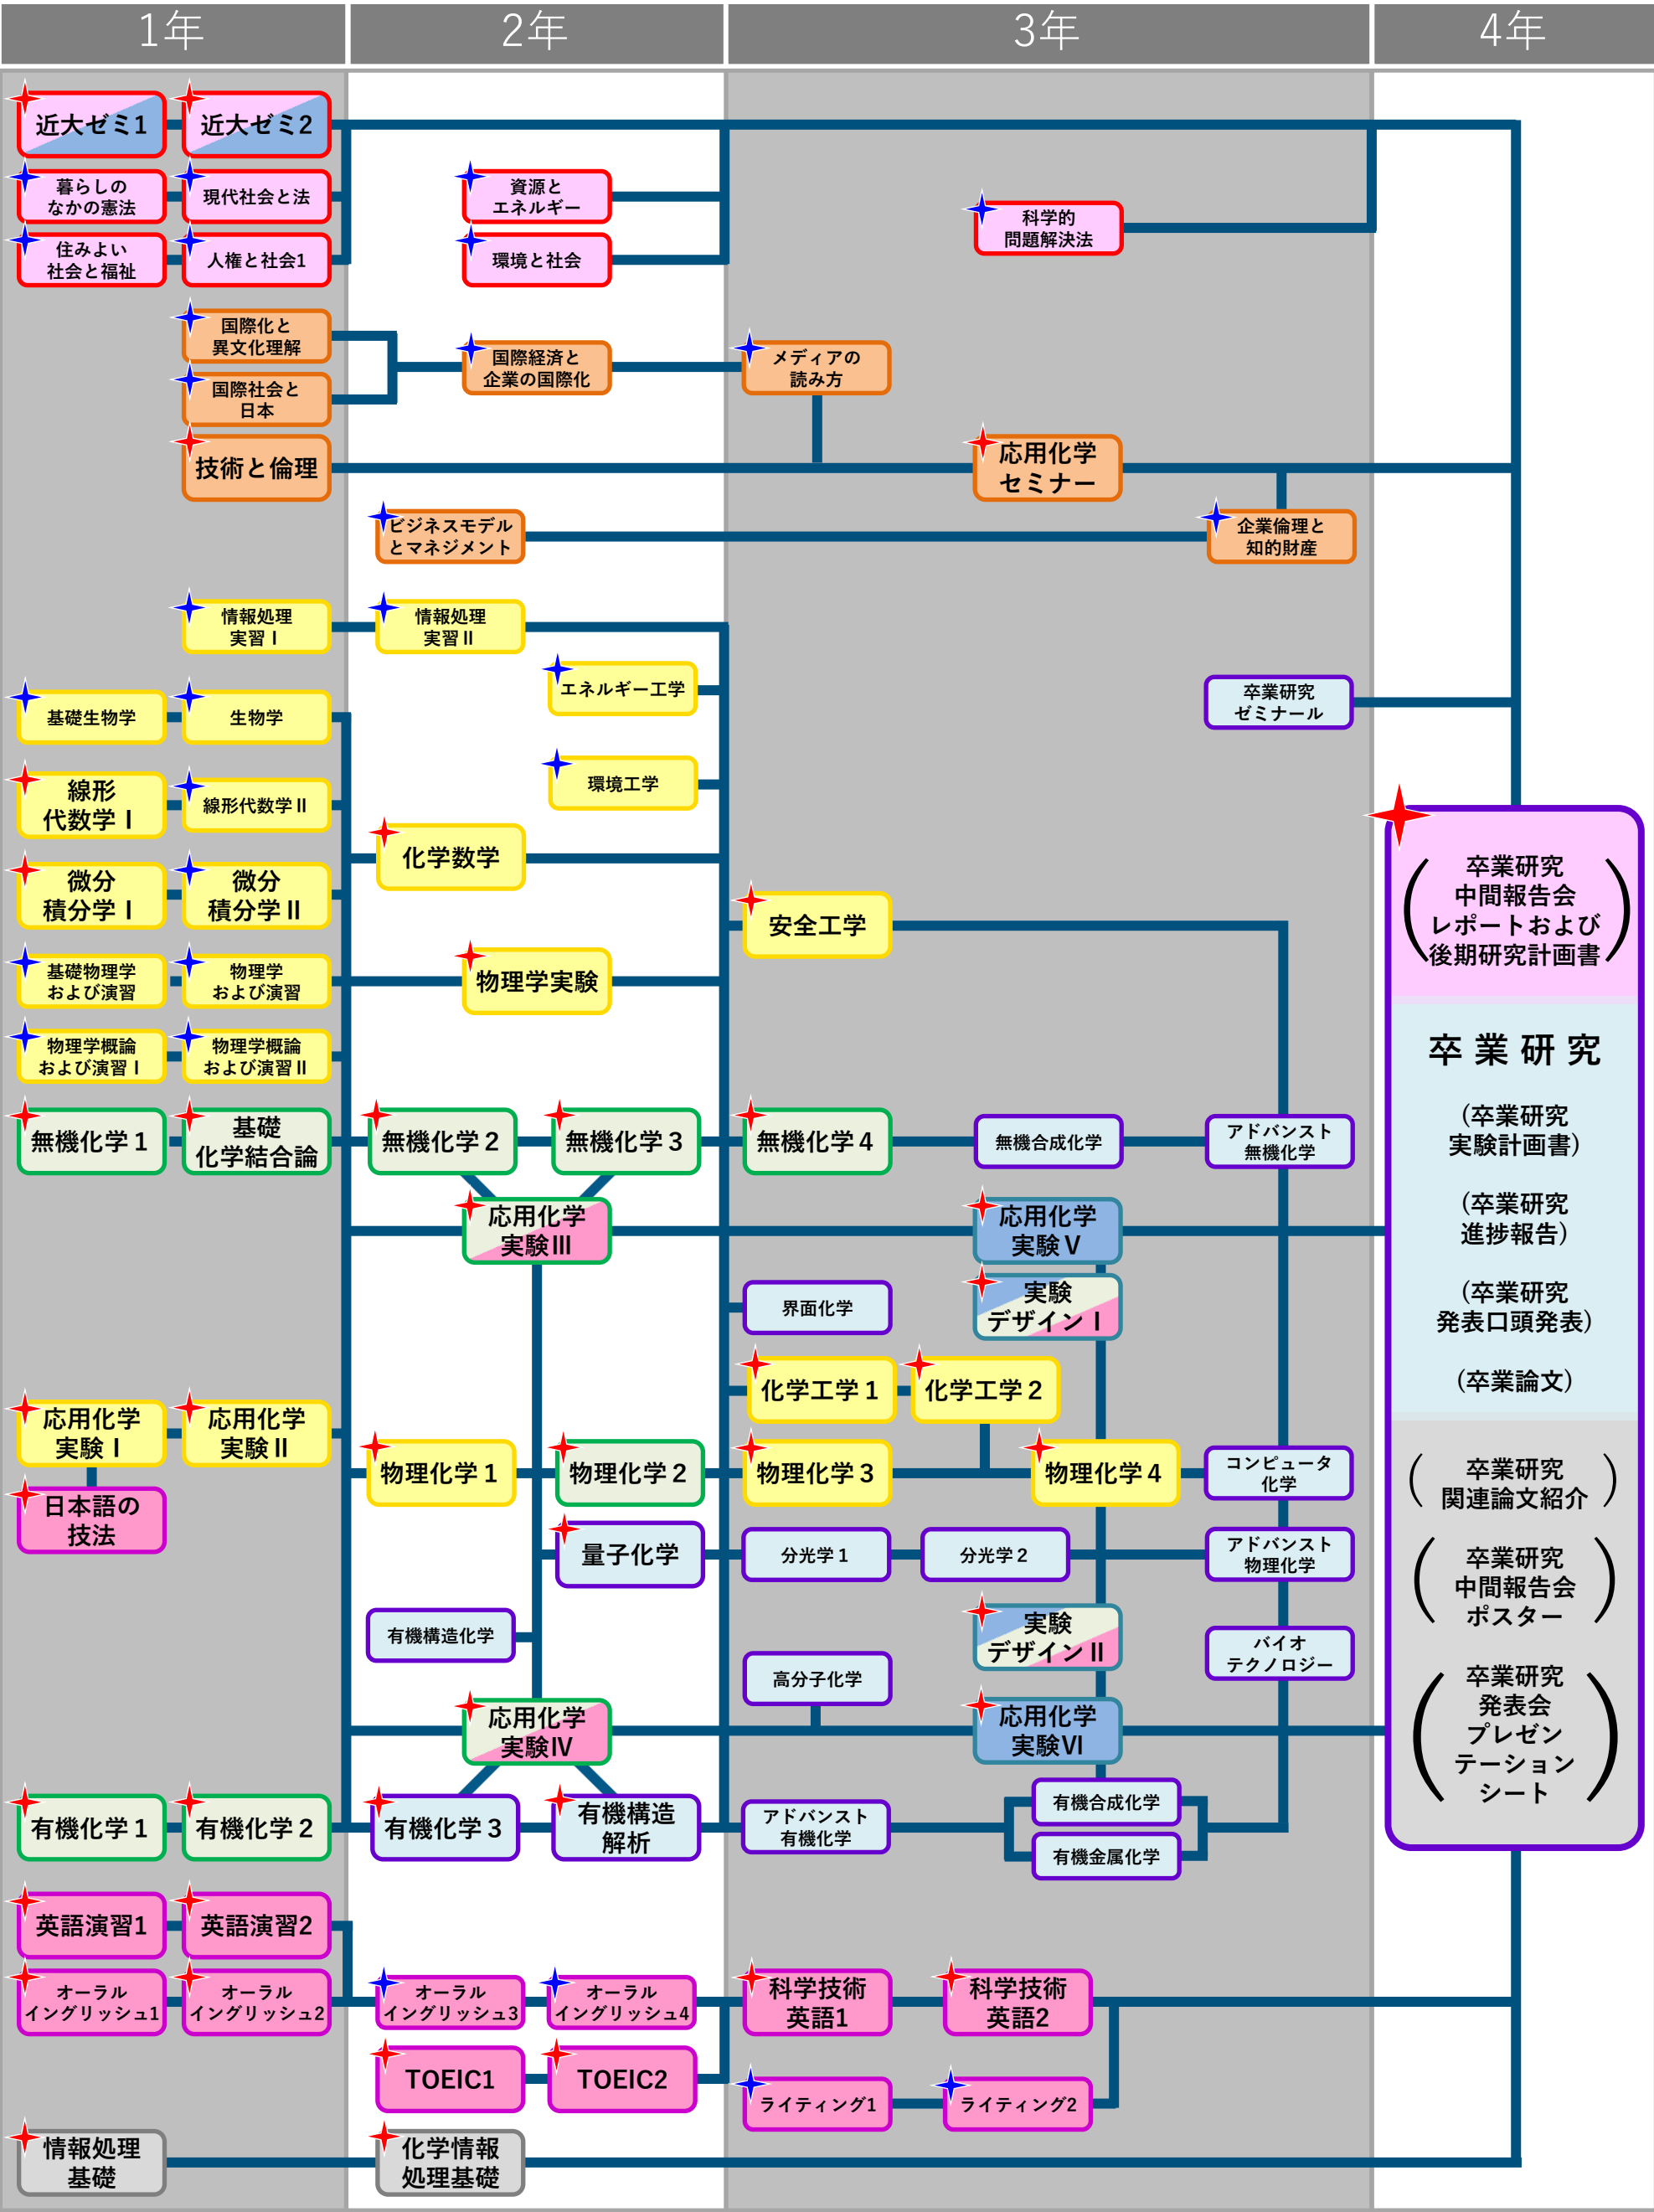 1年
2年
3年
4年
近大ゼミ1
近大ゼミ2
暮らしの
なかの憲法
現代社会と法
資源と
エネルギー
科学的
問題解決法
住みよい
社会と福祉
人権と社会1
環境と社会
国際化と
異文化理解
国際社会と
日本
国際経済と
企業の国際化
メディアの
読み方
技術と倫理
応用化学
セミナー
ビジネスモデル
とマネジメント
企業倫理と
知的財産
情報処理
実習Ⅰ
情報処理
実習Ⅱ
エネルギー工学
卒業研究
ゼミナール
基礎生物学
生物学
環境工学
線形
代数学Ⅰ
線形代数学Ⅱ
化学数学
微分
積分学Ⅰ
微分
積分学Ⅱ
安全工学
基礎物理学
および演習
物理学
および演習
物理学実験
物理学概論
および演習Ⅰ
物理学概論
および演習Ⅱ
無機化学1
基礎
化学結合論
無機化学2
無機化学3
無機化学4
無機合成化学
アドバンスト
無機化学
応用化学
実験Ⅲ
応用化学
実験Ⅴ
界面化学
実験
デザインⅠ
化学工学1
化学工学2
応用化学
実験Ⅰ
応用化学
実験Ⅱ
物理化学1
物理化学2
物理化学3
物理化学4
コンピュータ
化学
日本語の
技法
量子化学
分光学1
分光学2
アドバンスト
物理化学
有機構造化学
実験
デザインⅡ
バイオ
テクノロジー
高分子化学
応用化学
実験Ⅳ
応用化学
実験Ⅵ
有機化学1
有機化学2
有機化学3
有機構造
解析
アドバンスト
有機化学
有機合成化学
有機金属化学
卒業研究
中間報告会
レポートおよび
後期研究計画書
卒業研究
(卒業研究
実験計画書)
(卒業研究
進捗報告)
(卒業研究
発表口頭発表)
(卒業論文)
卒業研究
関連論文紹介
卒業研究
中間報告会
ポスター
卒業研究
発表会
プレゼン
テーション
シート
英語演習1
英語演習2
オーラル
イングリッシュ1
オーラル
イングリッシュ2
オーラル
イングリッシュ3
オーラル
イングリッシュ4
科学技術
英語1
科学技術
英語2
TOEIC1
TOEIC2
ライティング1
ライティング2
情報処理
基礎
化学情報
処理基礎